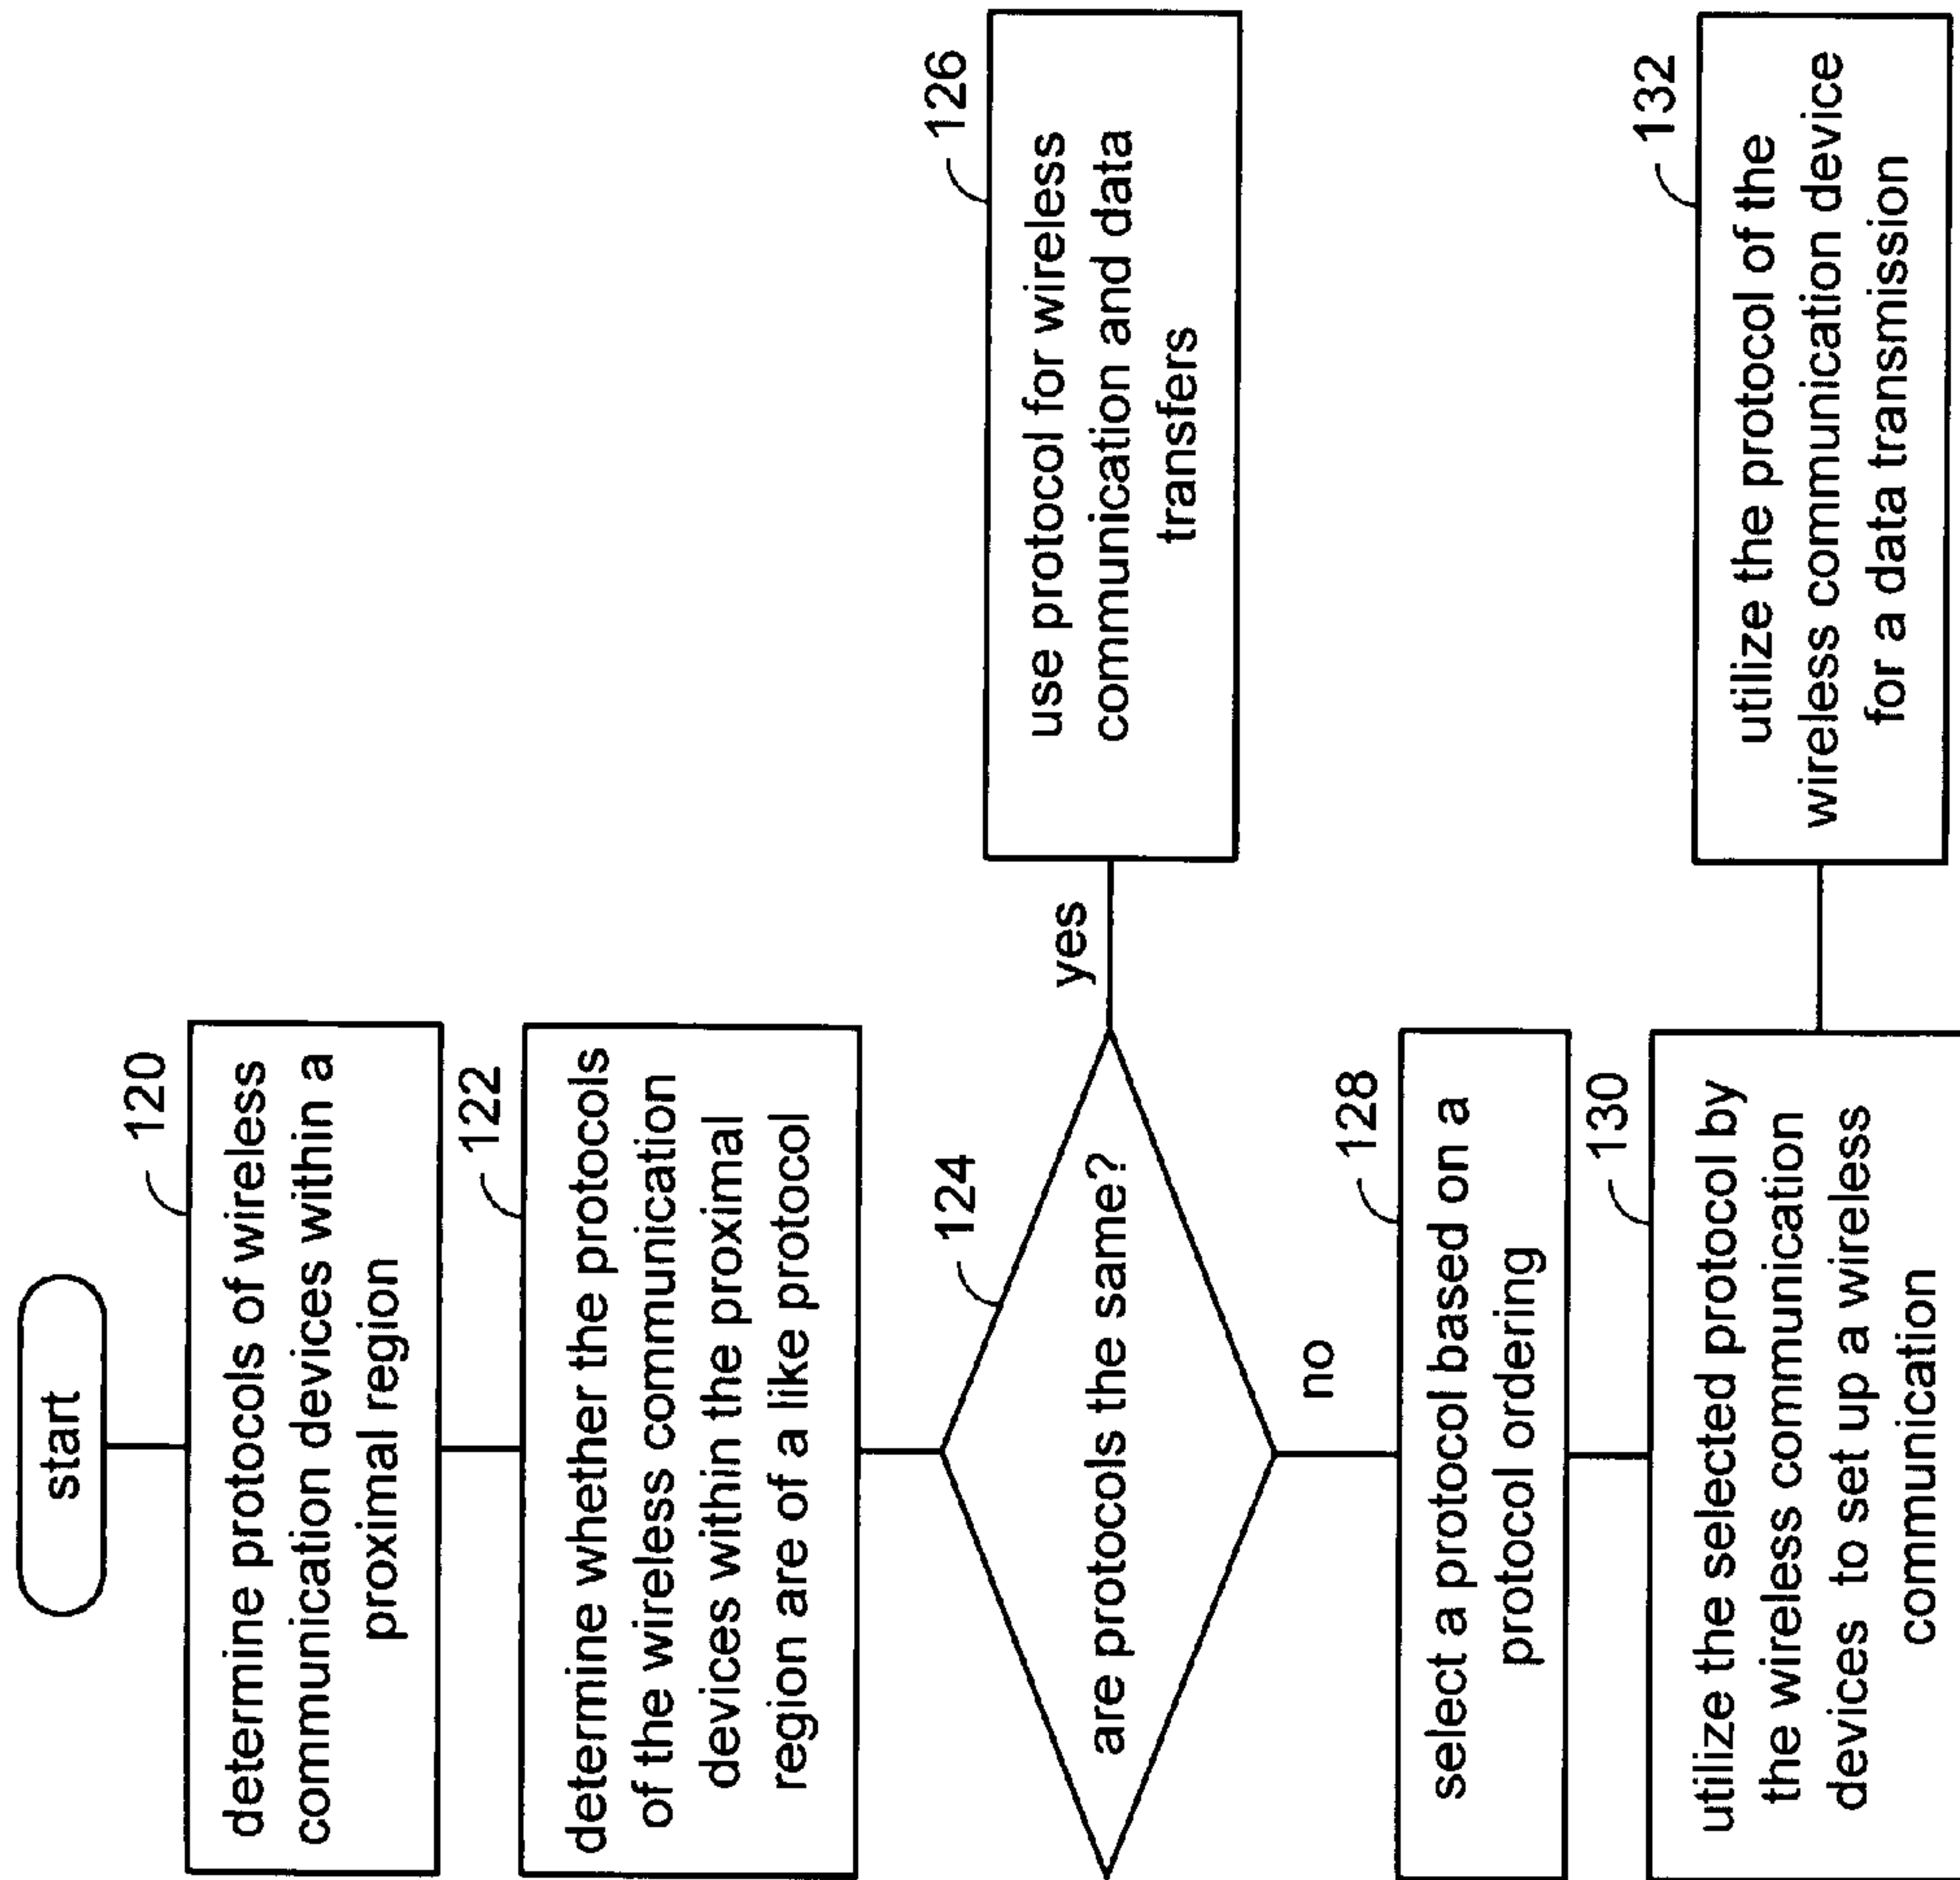 start
120
determine protocols of wireless
communication devices within a
proximal region
122
determine whether the protocols
of the wireless communication
devices within the proximal
region are of a like protocol
124
are protocols the same?
yes
126
use protocol for wireless
communication and data
transfers
no
128
select a protocol based on a
protocol ordering
130
utilize the selected protocol by
the wireless communication
devices to set up a wireless
communication
132
utilize the protocol of the
wireless communication device
for a data transmission